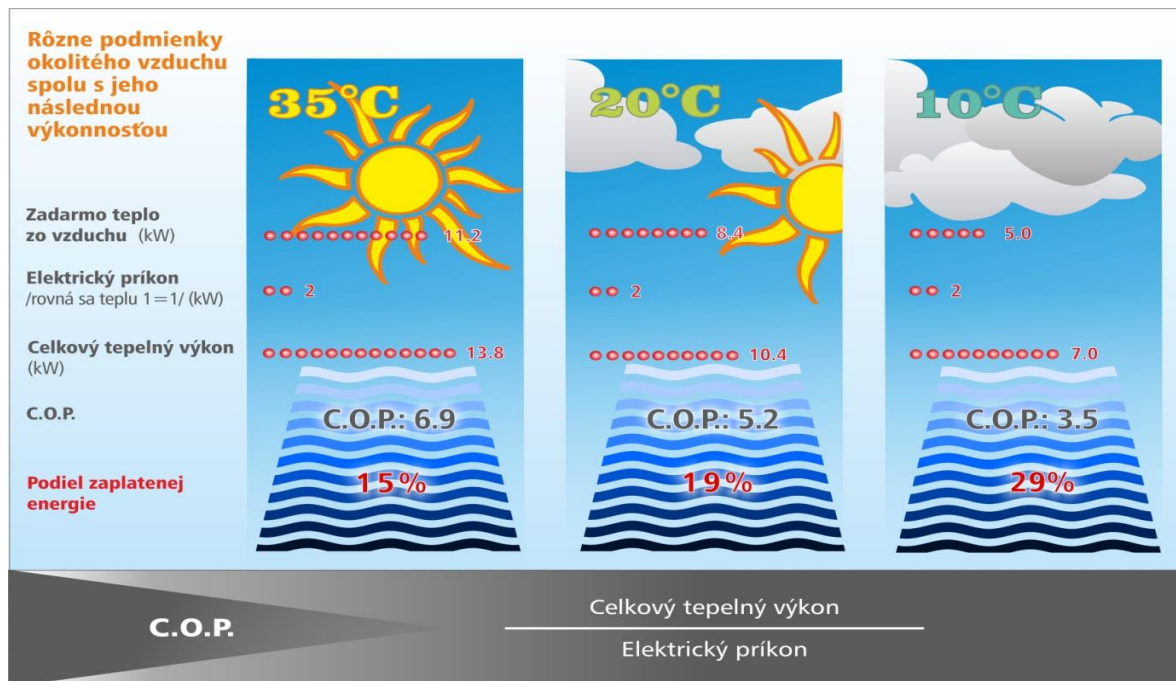 Rôzne podmienky
okolitého vzduchu
spolu s jeho
následnou
výkonnosťou
35°C
20°C
10°C
Zadarmo teplo
zo vzduchu (kW)
11.2
8.4
5.0
Elektrický príkon
/rovná sa teplu 1=1/ (kW)
2
2
2
Celkový tepelný výkon
(kW)
13.8
10.4
7.0
C.O.P.
C.O.P.: 6.9
C.O.P.: 5.2
C.O.P.: 3.5
Podiel zaplatenej
energie
15%
19%
29%
C.O.P.
Celkový tepelný výkon
Elektrický príkon